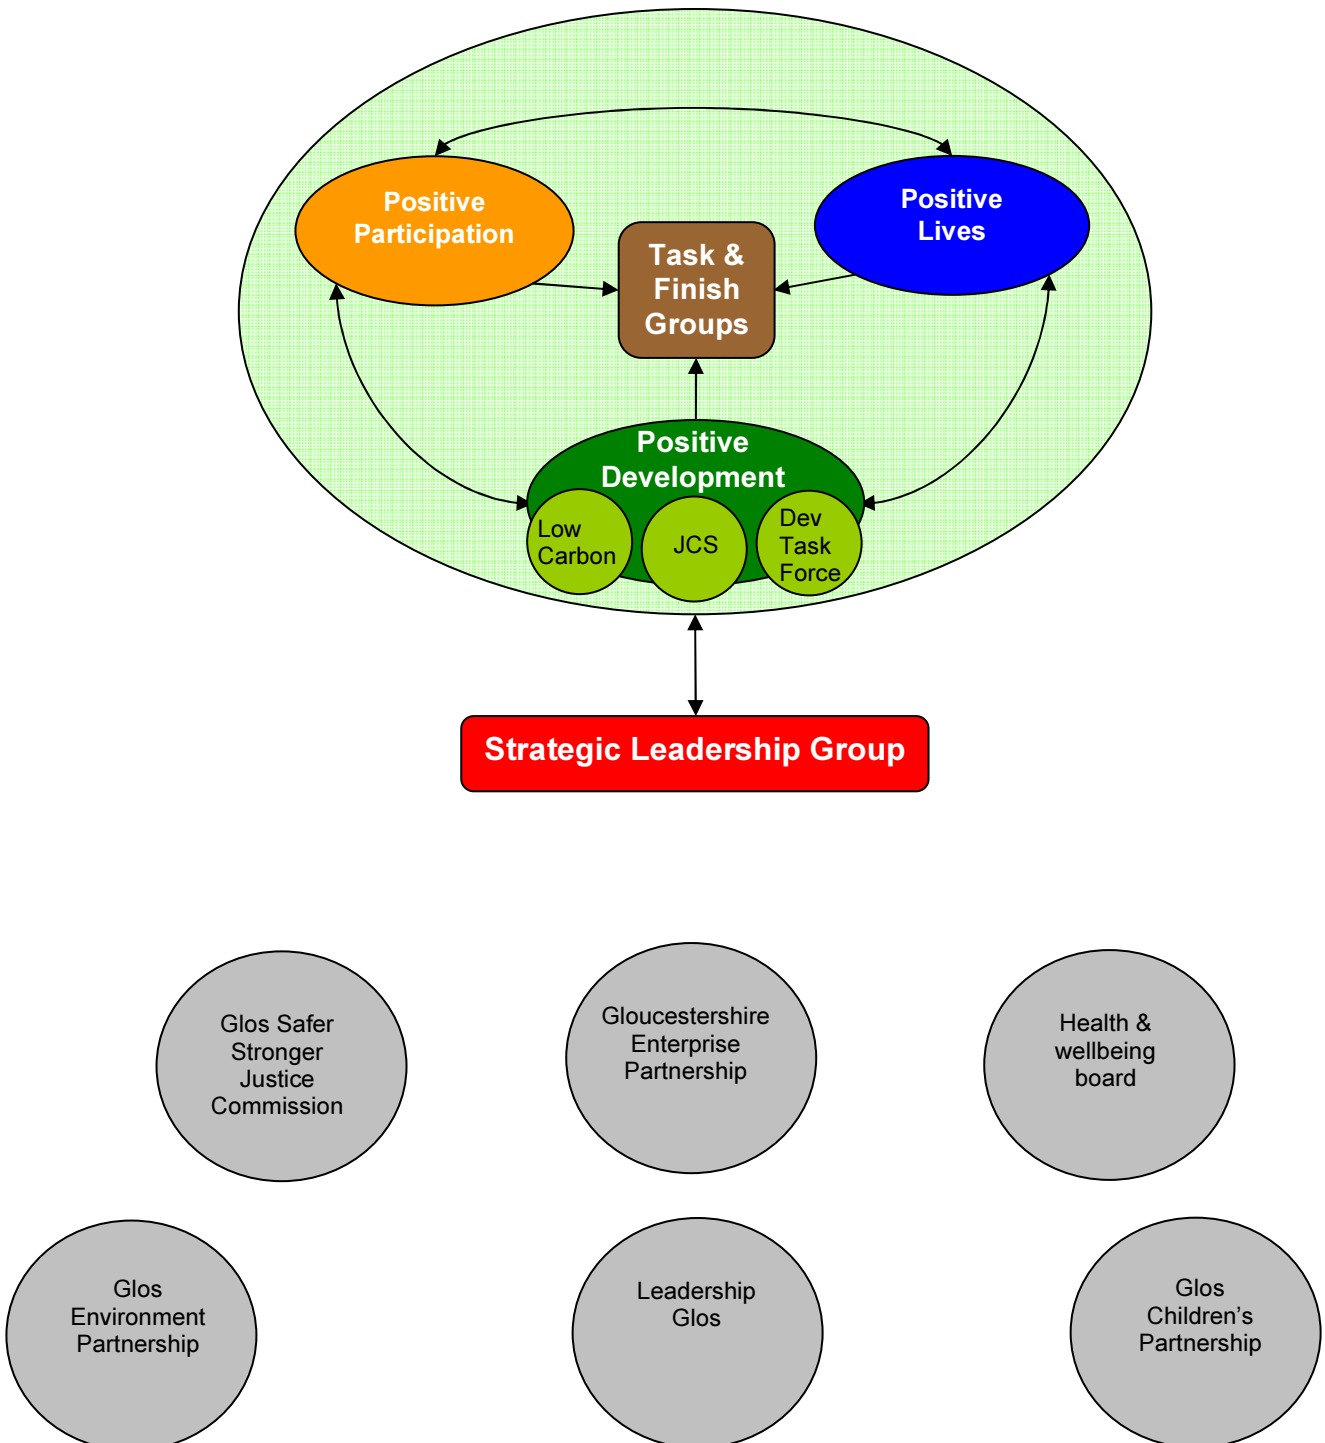 Positive
Participation
Positive
Lives
Task &
Finish
Groups
Positive
Development
Low
Carbon
JCS
Dev
Task
Force
Strategic Leadership Group
Glos Safer
Stronger
Justice
Commission
Gloucestershire
Enterprise
Partnership
Health &
wellbeing
board
Glos
Environment
Partnership
Leadership
Glos
Glos
Children’s
Partnership